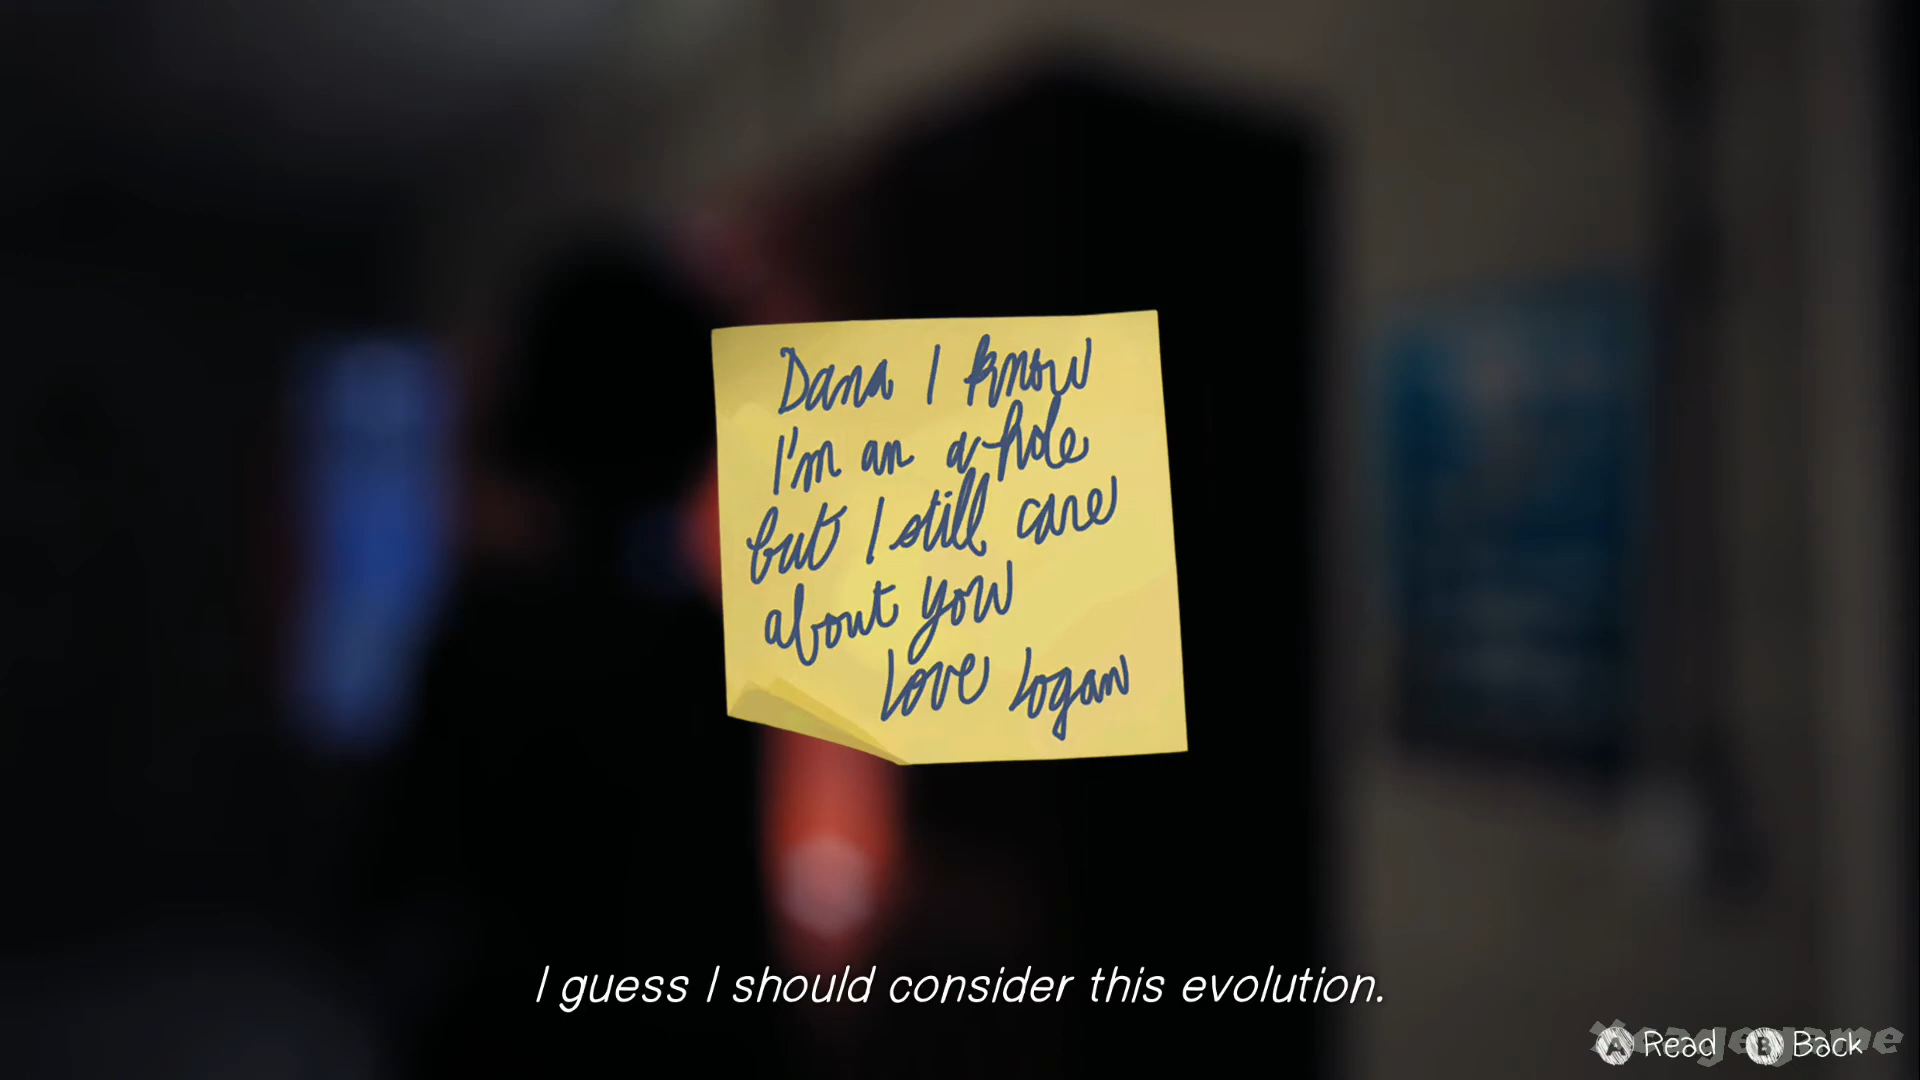 Dana I know
I'm an a-hole
but I still care
about you
Love Logan
I guess I should consider this evolution.
A Read B Back